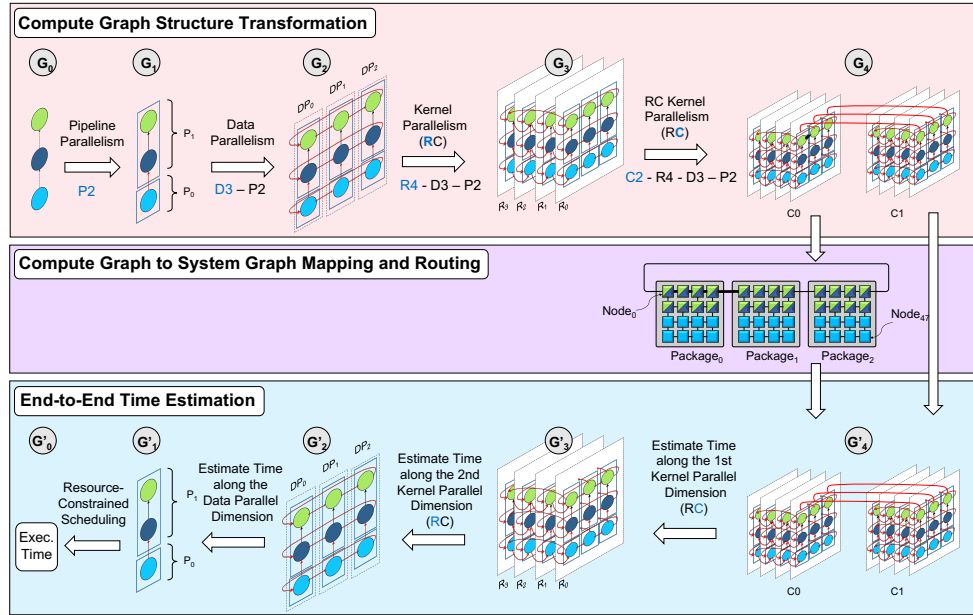 Compute Graph Structure Transformation
G0
G1
G2
G3
G4
Pipeline
Parallelism
P2
P1
P0
Data
Parallelism
D3 – P2
DP0
DP1
DP2
Kernel
Parallelism
(RC)
R4 - D3 – P2
R3
R2
R1
R0
RC Kernel
Parallelism
(RC)
C2 - R4 - D3 – P2
C0
C1
Compute Graph to System Graph Mapping and Routing
Node0
Node47
Package0
Package1
Package2
End-to-End Time Estimation
G'0
G'1
G'2
G'3
G'4
Exec.
Time
Resource-
Constrained
Scheduling
P1
P0
Estimate Time
along the
Data Parallel
Dimension
DP0
DP1
DP2
Estimate Time
along the 2nd
Kernel Parallel
Dimension
(RC)
R3
R2
R1
R0
Estimate Time
along the 1st
Kernel Parallel
Dimension
(RC)
C0
C1